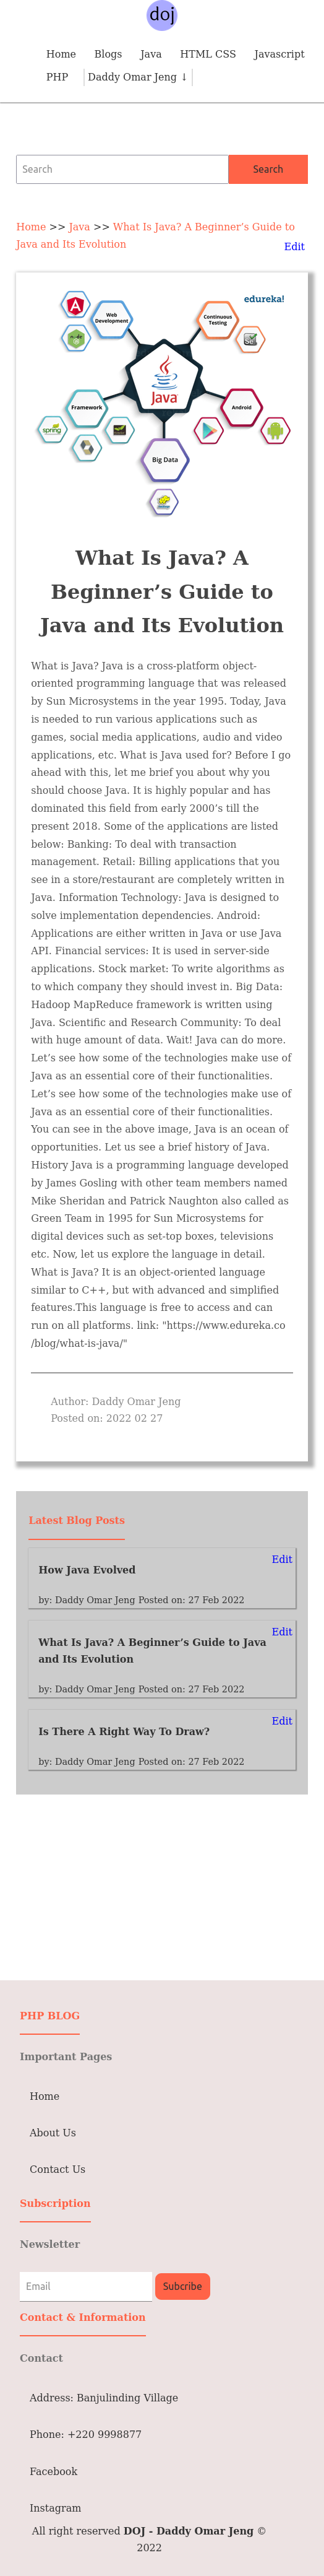 doj
Home Blogs Java HTML CSS Javascript
PHP Daddy Omar Jeng ↓
Search Search
Home >> Java >> What Is Java? A Beginner’s Guide to
Java and Its Evolution
Edit
edureka!
Web
Development
Continuous
Testing
Java
Framework
Android
spring
Big Data
What Is Java? A
Beginner’s Guide to
Java and Its Evolution
What is Java? Java is a cross-platform object-
oriented programming language that was released
by Sun Microsystems in the year 1995. Today, Java
is needed to run various applications such as
games, social media applications, audio and video
applications, etc. What is Java used for? Before I go
ahead with this, let me brief you about why you
should choose Java. It is highly popular and has
dominated this field from early 2000’s till the
present 2018. Some of the applications are listed
below: Banking: To deal with transaction
management. Retail: Billing applications that you
see in a store/restaurant are completely written in
Java. Information Technology: Java is designed to
solve implementation dependencies. Android:
Applications are either written in Java or use Java
API. Financial services: It is used in server-side
applications. Stock market: To write algorithms as
to which company they should invest in. Big Data:
Hadoop MapReduce framework is written using
Java. Scientific and Research Community: To deal
with huge amount of data. Wait! Java can do more.
Let’s see how some of the technologies make use of
Java as an essential core of their functionalities.
Let’s see how some of the technologies make use of
Java as an essential core of their functionalities.
You can see in the above image, Java is an ocean of
opportunities. Let us see a brief history of Java.
History Java is a programming language developed
by James Gosling with other team members named
Mike Sheridan and Patrick Naughton also called as
Green Team in 1995 for Sun Microsystems for
digital devices such as set-top boxes, televisions
etc. Now, let us explore the language in detail.
What is Java? It is an object-oriented language
similar to C++, but with advanced and simplified
features.This language is free to access and can
run on all platforms. link: "https://www.edureka.co
/blog/what-is-java/"
Author: Daddy Omar Jeng
Posted on: 2022 02 27
Latest Blog Posts
Edit
How Java Evolved
by: Daddy Omar Jeng Posted on: 27 Feb 2022
Edit
What Is Java? A Beginner’s Guide to Java
and Its Evolution
by: Daddy Omar Jeng Posted on: 27 Feb 2022
Edit
Is There A Right Way To Draw?
by: Daddy Omar Jeng Posted on: 27 Feb 2022
PHP BLOG
Important Pages
Home
About Us
Contact Us
Subscription
Newsletter
Email Subcribe
Contact & Information
Contact
Address: Banjulinding Village
Phone: +220 9998877
Facebook
Instagram
All right reserved DOJ - Daddy Omar Jeng ©
2022